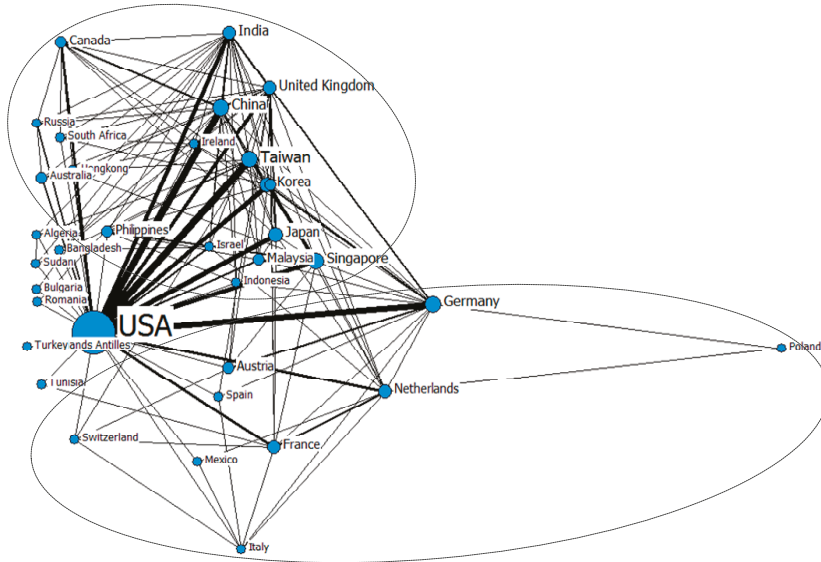 India
Canada
United Kingdom
China
Russia
South Africa
Ireland
Taiwan
Hongkong
Australia
Korea
Algeria
Philippines
Japan
Bangladesh
Israel
Sudan
Malaysia
Singapore
Indonesia
Bulgaria
Romania
Germany
USA
Turkey ands Antilles
Poland
Austria
Tunisia
Netherlands
Spain
Switzerland
France
Mexico
Italy